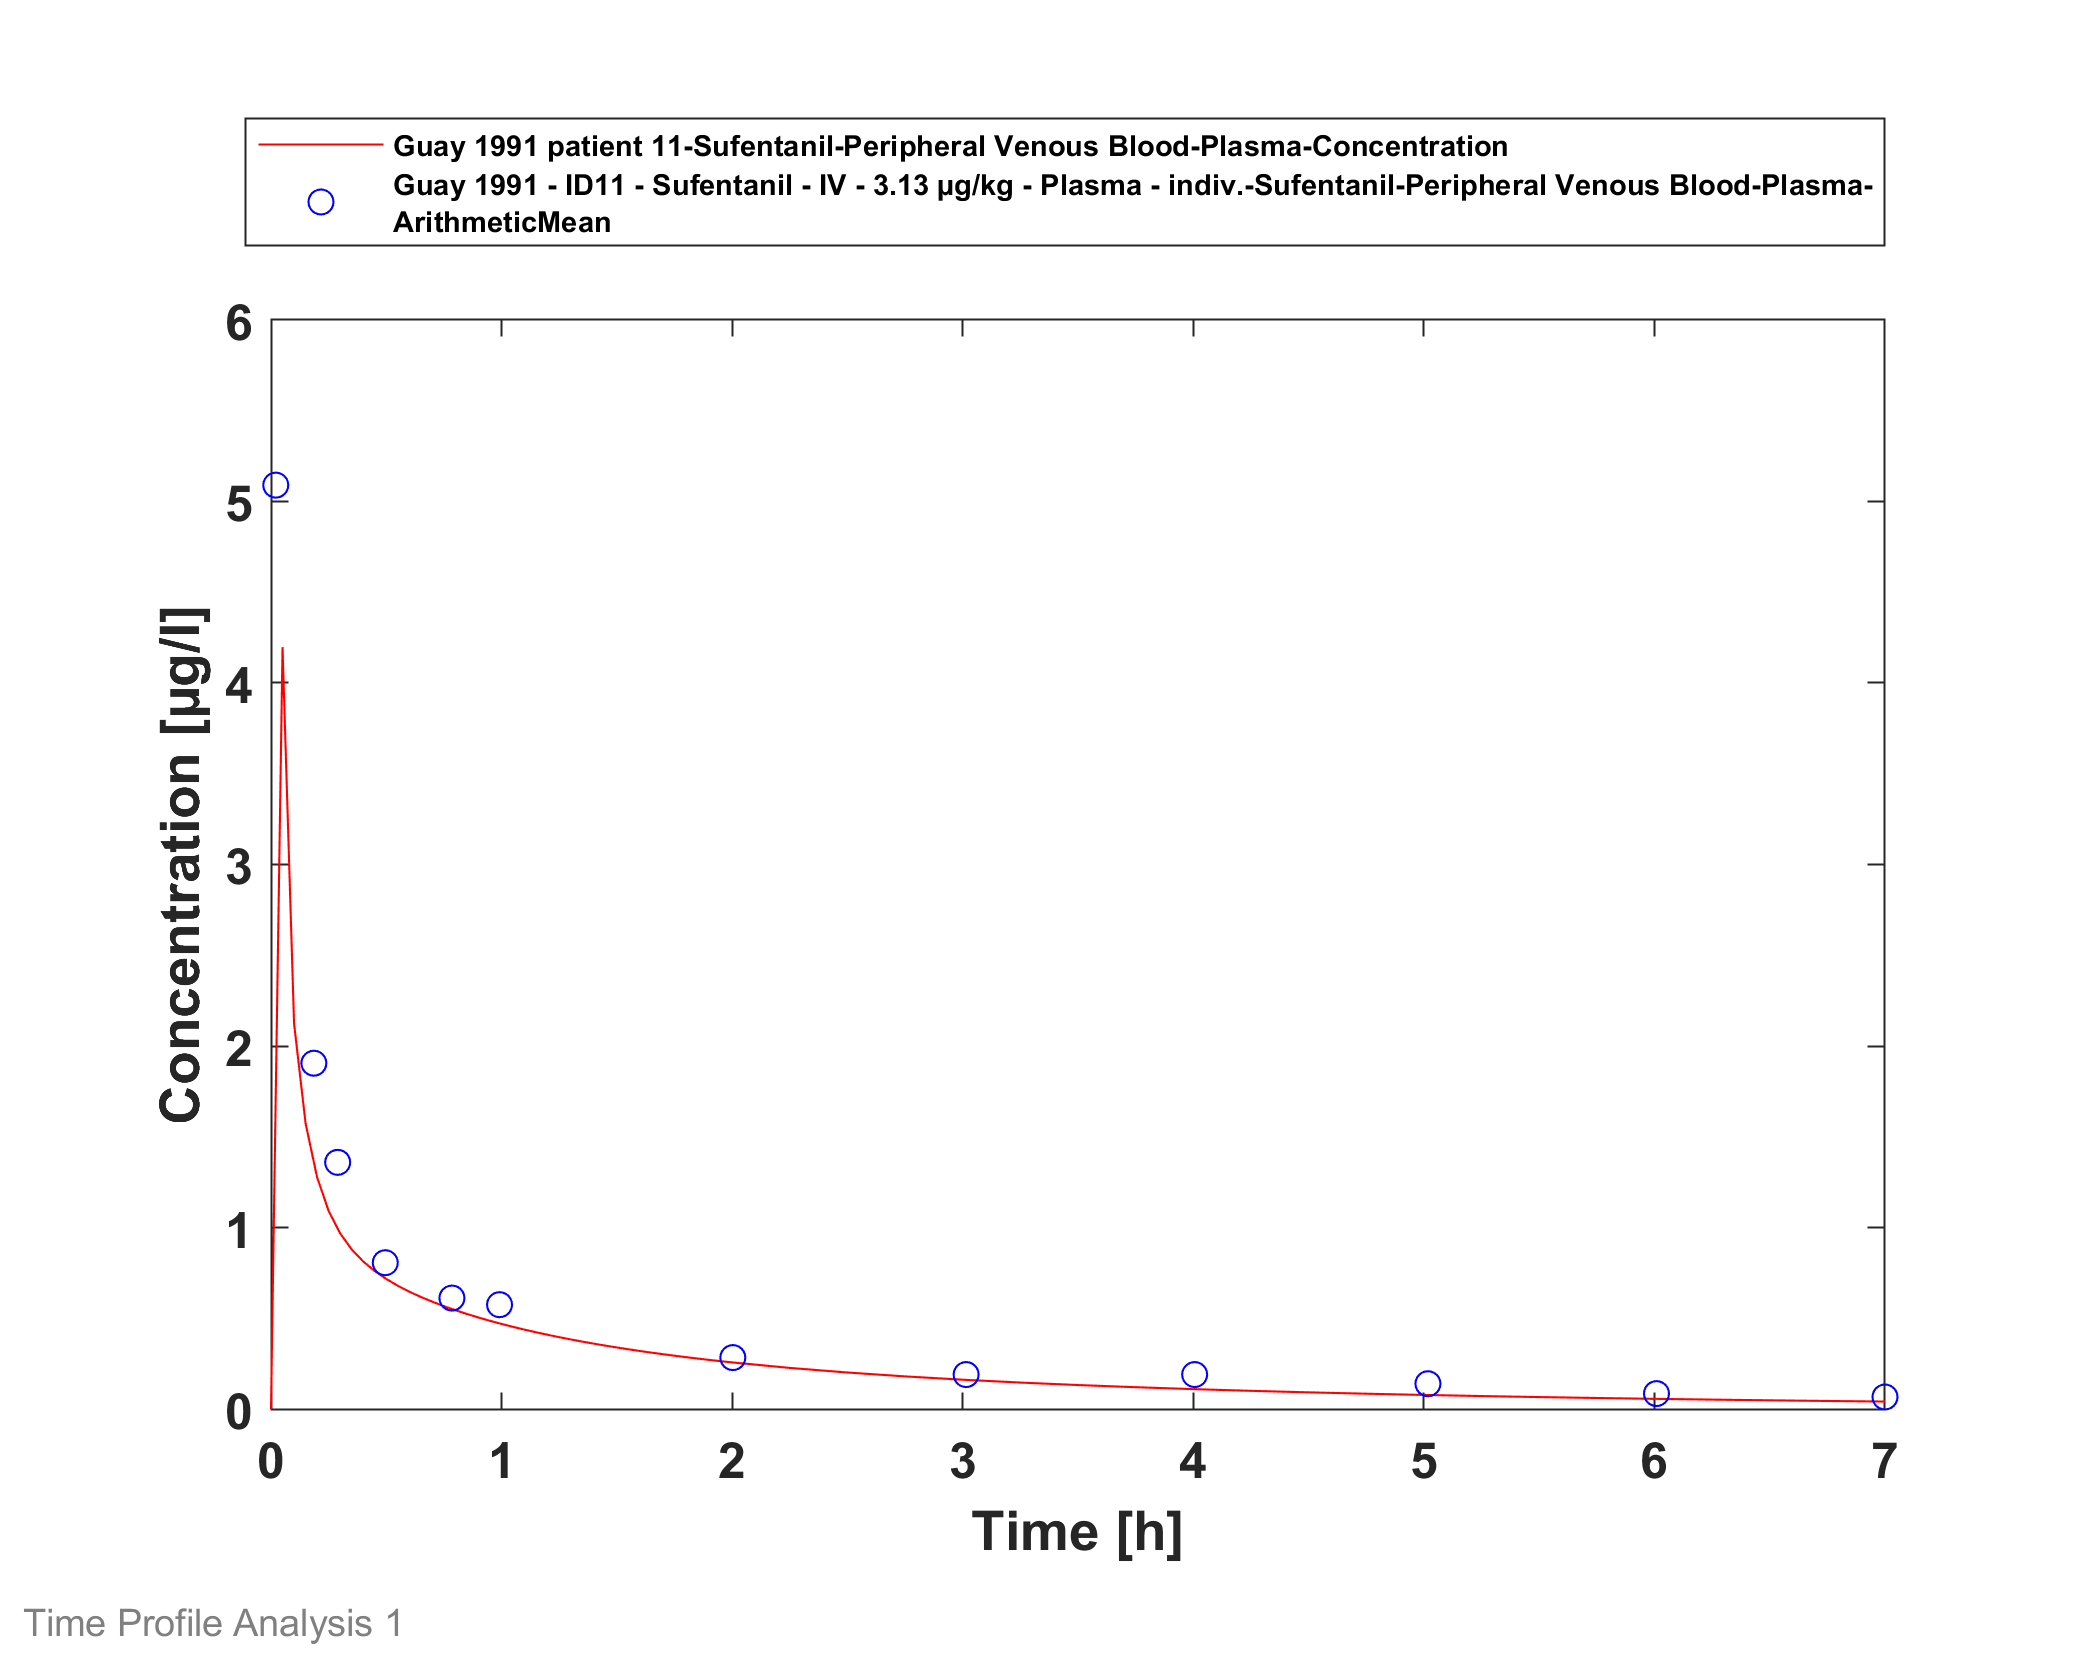 Guay 1991 patient 11-Sufentanil-Peripheral Venous Blood-Plasma-Concentration
Guay 1991 - ID11 - Sufentanil - IV - 3.13 µg/kg - Plasma - indiv.-Sufentanil-Peripheral Venous Blood-Plasma-
ArithmeticMean
6
5
4
3
2
1
0
Concentration [µg/l]
0 1 2 3 4 5 6 7
Time [h]
Time Profile Analysis 1